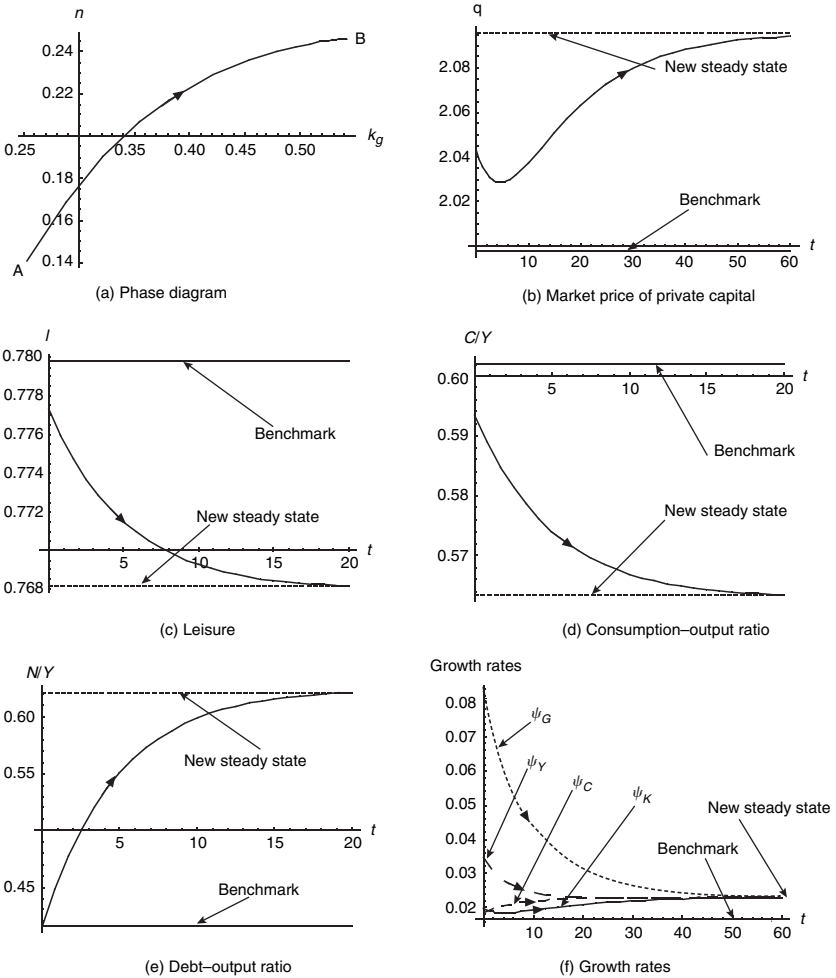 n
0.24
0.22
0.25
0.35
0.40
0.45
0.50
k_g
0.18
0.16
0.14
A
B
(a) Phase diagram
q
2.08
2.06
2.04
2.02
New steady state
Benchmark
10
20
30
40
50
60
t
(b) Market price of private capital
l
0.780
0.778
0.776
0.774
0.772
0.768
Benchmark
New steady state
5
10
15
20
t
(c) Leisure
C/Y
0.60
0.59
0.58
0.57
5
10
15
20
t
Benchmark
New steady state
(d) Consumption–output ratio
N/Y
0.60
0.55
0.45
New steady state
5
10
15
20
t
Benchmark
(e) Debt–output ratio
Growth rates
0.08
0.07
0.06
0.05
0.04
0.03
0.02
ψ_G
ψ_Y
ψ_C
ψ_K
New steady state
Benchmark
10
20
30
40
50
60
t
(f) Growth rates